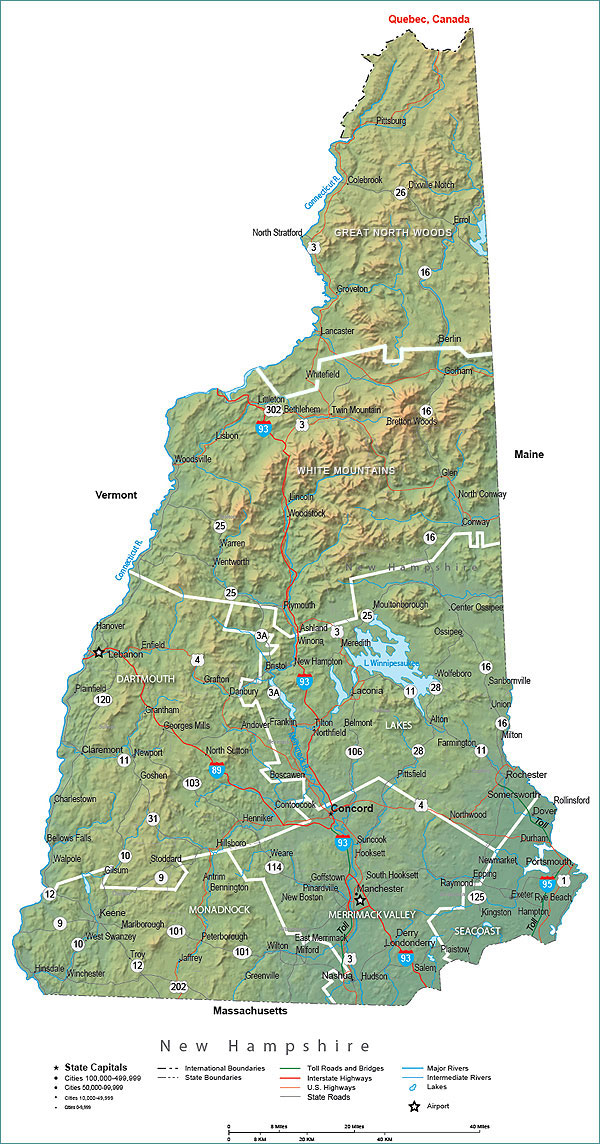 Quebec, Canada
Pittsburg
Connecticut R.
Colebrook
Dixville Notch
26
Errol
North Stratford
GREAT NORTH WOODS
3
16
Groveton
Lancaster
Berlin
Whitefield
Gorham
Littleton
302
Bethlehem
Twin Mountain
16
93
3
Bretton Woods
Lisbon
Maine
Woodsville
WHITE MOUNTAINS
Glen
Vermont
Lincoln
North Conway
Woodstock
25
Conway
Warren
16
Connecticut R.
Wentworth
New Hampshire
25
Plymouth
Moultonborough
Center Ossipee
25
Hanover
Ashland
3
3A
Winona
Meredith
Ossipee
Enfield
Lebanon
4
New Hampton
L. Winnipesaukee
Bristol
16
Wolfeboro
DARTMOUTH
Grafton
93
Sanbornville
Plainfield
Danbury
3A
Laconia
11
28
120
Union
Grantham
Georges Mills
Andover
Franklin
Tilton
Belmont
Alton
16
Northfield
LAKES
Milton
Claremont
Newport
North Sutton
106
28
Farmington
11
11
Goshen
89
Boscawen
Pittsfield
Rochester
103
Somersworth
Charlestown
Contoocook
Concord
4
Rollinsford
31
Henniker
Northwood
Dover
Toll
Bellows Falls
Hillsboro
93
Suncook
Durham
Walpole
10
Stoddard
Weare
Hooksett
Newmarket
Portsmouth
Gilsum
9
114
Epping
Antrim
Goffstown
South Hooksett
95
1
12
Bennington
Pinardville
Manchester
Raymond
125
Exeter
Rye Beach
New Boston
Keene
MONADNOCK
MERRIMACK VALLEY
Kingston
Hampton
9
Marlborough
101
Toll
Derry
SEACOAST
Toll
10
West Swanzey
Peterborough
East Merrimack
Londonderry
Plaistow
Troy
101
Wilton
Milford
3
93
Hinsdale
12
Jaffrey
Salem
Winchester
Greenville
Nashua
Hudson
202
Massachusetts
New Hampshire
State Capitals
Cities 100,000-499,999
Cities 50,000-99,999
Cities 10,000-49,999
Cities 0-9,999
International Boundaries
State Boundaries
Toll Roads and Bridges
Interstate Highways
U.S. Highways
State Roads
Major Rivers
Intermediate Rivers
Lakes
Airport
0 8 Miles 20 Miles 40 Miles
0 8 KM 20 KM 40 KM